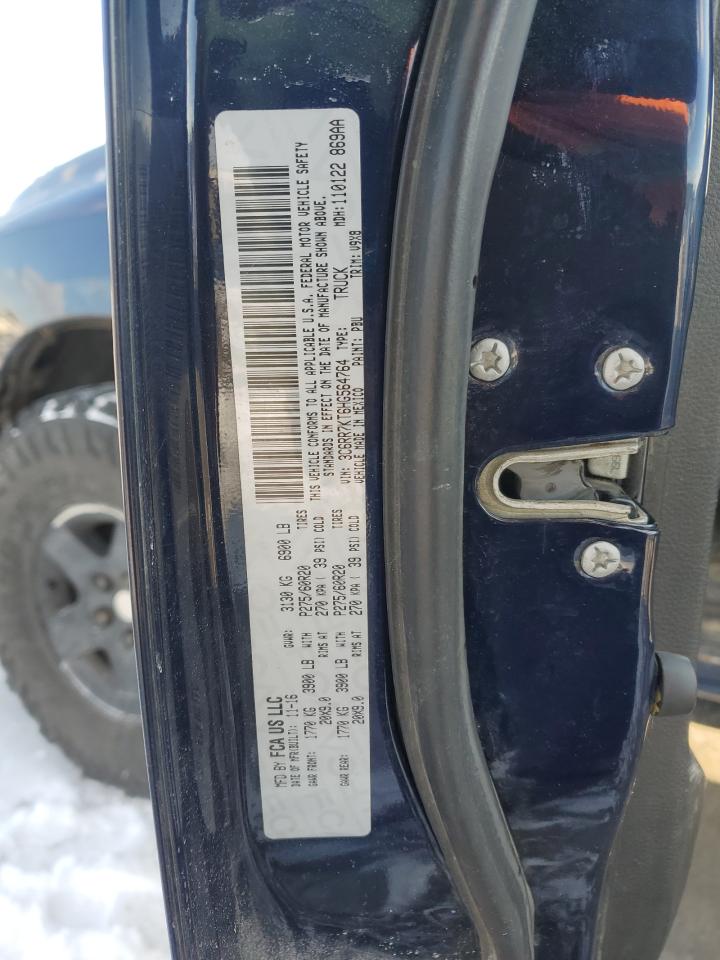 MFD BY FCA US LLC
DATE OF MFR(BUILT): 11-16 GVWR: 3130 KG 6900 LB
GAWR FRONT: 1770 KG 3900 LB WITH P275/60R20 TIRES
20X9.0 RIMS AT 270 KPA ( 39 PSI) COLD
GAWR REAR: 1770 KG 3900 LB WITH P275/60R20 TIRES
20X9.0 RIMS AT 270 KPA ( 39 PSI) COLD
THIS VEHICLE CONFORMS TO ALL APPLICABLE U.S.A. FEDERAL MOTOR VEHICLE SAFETY
STANDARDS IN EFFECT ON THE DATE OF MANUFACTURE SHOWN ABOVE.
VIN: 3C6RR7KT6HG564764 TYPE: TRUCK MDH:110122 869AA
VEHICLE MADE IN MEXICO PAINT: PBU TRIM: V9X8